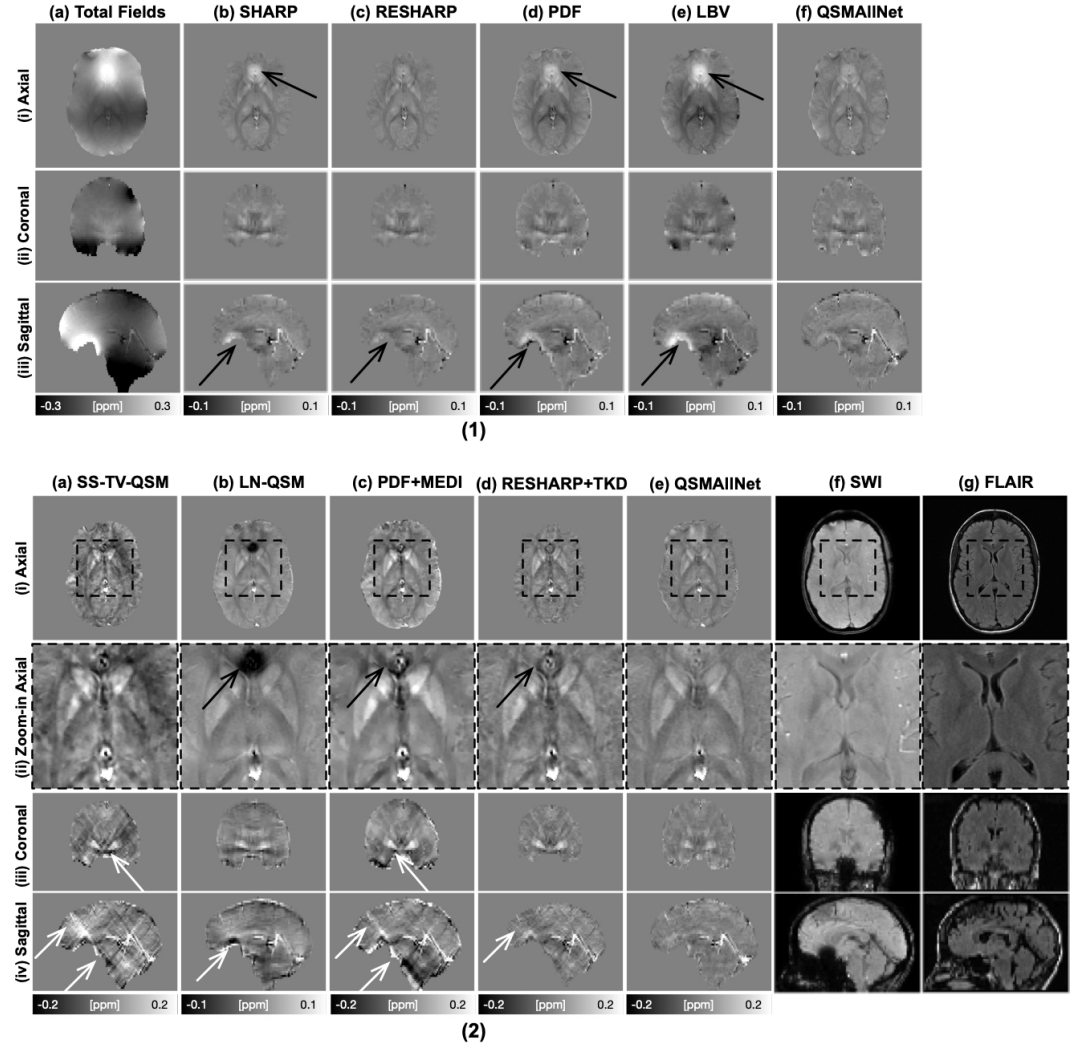 (a) Total Fields (b) SHARP (c) RESHARP (d) PDF (e) LBV (f) QSMAllNet
(i) Axial
(ii) Coronal
(iii) Sagittal
-0.3 [ppm] 0.3 -0.1 [ppm] 0.1 -0.1 [ppm] 0.1 -0.1 [ppm] 0.1 -0.1 [ppm] 0.1 -0.1 [ppm] 0.1
(1)
(a) SS-TV-QSM (b) LN-QSM (c) PDF+MEDI (d) RESHARP+TKD (e) QSMAllNet (f) SWI (g) FLAIR
(i) Axial
(ii) Zoom-in Axial
(iii) Coronal
(iv) Sagittal
-0.2 [ppm] 0.2 -0.1 [ppm] 0.1 -0.2 [ppm] 0.2 -0.2 [ppm] 0.2 -0.2 [ppm] 0.2
(2)